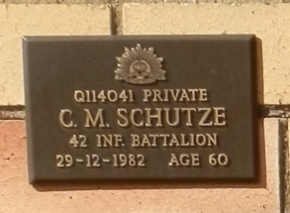 Q114041 PRIVATE
C. M. SCHUTZE
42 INF. BATTALION
29-12-1982 AGE 60